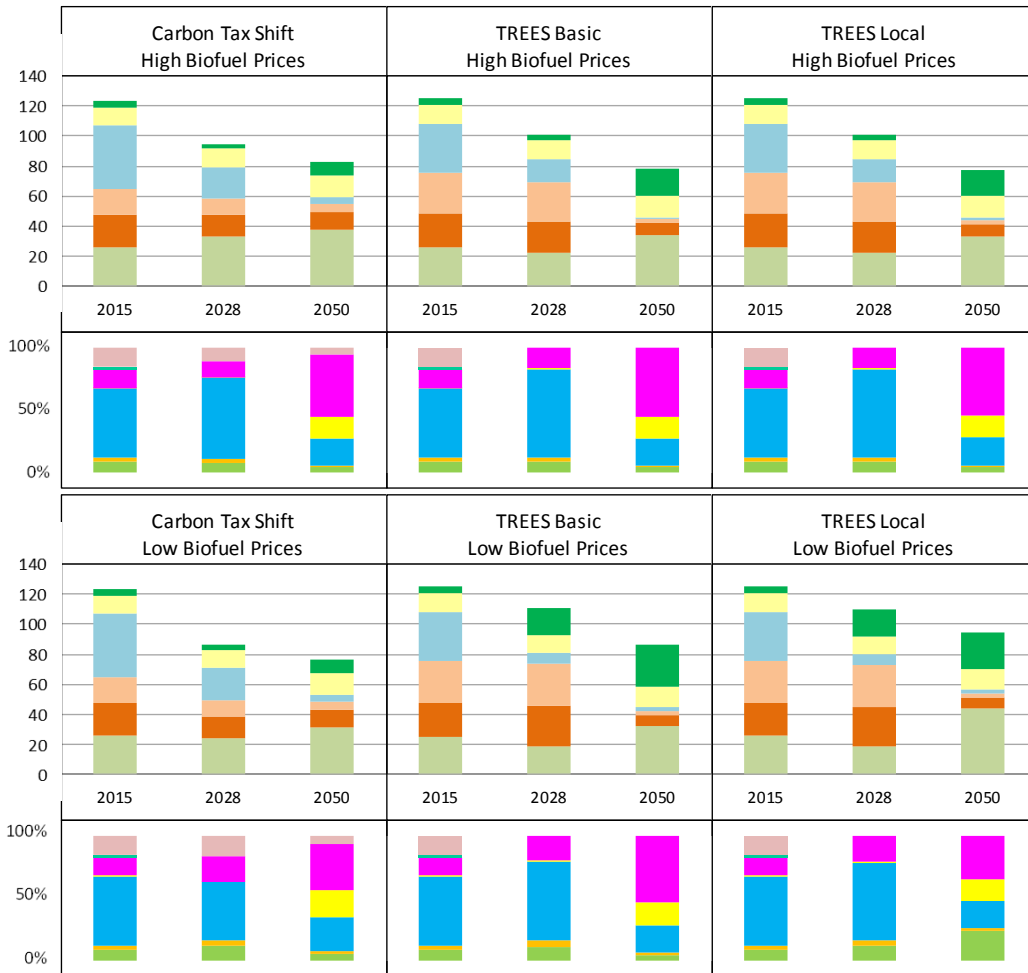 Carbon Tax Shift
High Biofuel Prices
TREES Basic
High Biofuel Prices
TREES Local
High Biofuel Prices
140
120
100
80
60
40
20
0
2015 2028 2050 2015 2028 2050 2015 2028 2050
100%
50%
0%
Carbon Tax Shift
Low Biofuel Prices
TREES Basic
Low Biofuel Prices
TREES Local
Low Biofuel Prices
140
120
100
80
60
40
20
0
2015 2028 2050 2015 2028 2050 2015 2028 2050
100%
50%
0%